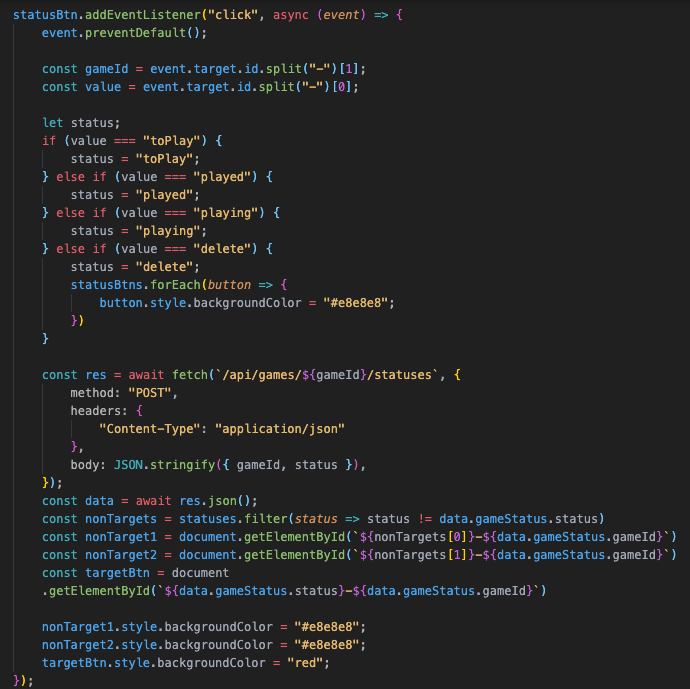 statusBtn.addEventListener("click", async (event) => {
    event.preventDefault();

    const gameId = event.target.id.split("-")[1];
    const value = event.target.id.split("-")[0];

    let status;
    if (value === "toPlay") {
        status = "toPlay";
    } else if (value === "played") {
        status = "played";
    } else if (value === "playing") {
        status = "playing";
    } else if (value === "delete") {
        status = "delete";
        statusBtns.forEach(button => {
            button.style.backgroundColor = "#e8e8e8";
        })
    }

    const res = await fetch(`/api/games/${gameId}/statuses`, {
        method: "POST",
        headers: {
            "Content-Type": "application/json"
        },
        body: JSON.stringify({ gameId, status }),
    });
    const data = await res.json();
    const nonTargets = statuses.filter(status => status != data.gameStatus.status)
    const nonTarget1 = document.getElementById(`${nonTargets[0]}-${data.gameStatus.gameId}`)
    const nonTarget2 = document.getElementById(`${nonTargets[1]}-${data.gameStatus.gameId}`)
    const targetBtn = document
    .getElementById(`${data.gameStatus.status}-${data.gameStatus.gameId}`)

    nonTarget1.style.backgroundColor = "#e8e8e8";
    nonTarget2.style.backgroundColor = "#e8e8e8";
    targetBtn.style.backgroundColor = "red";
});